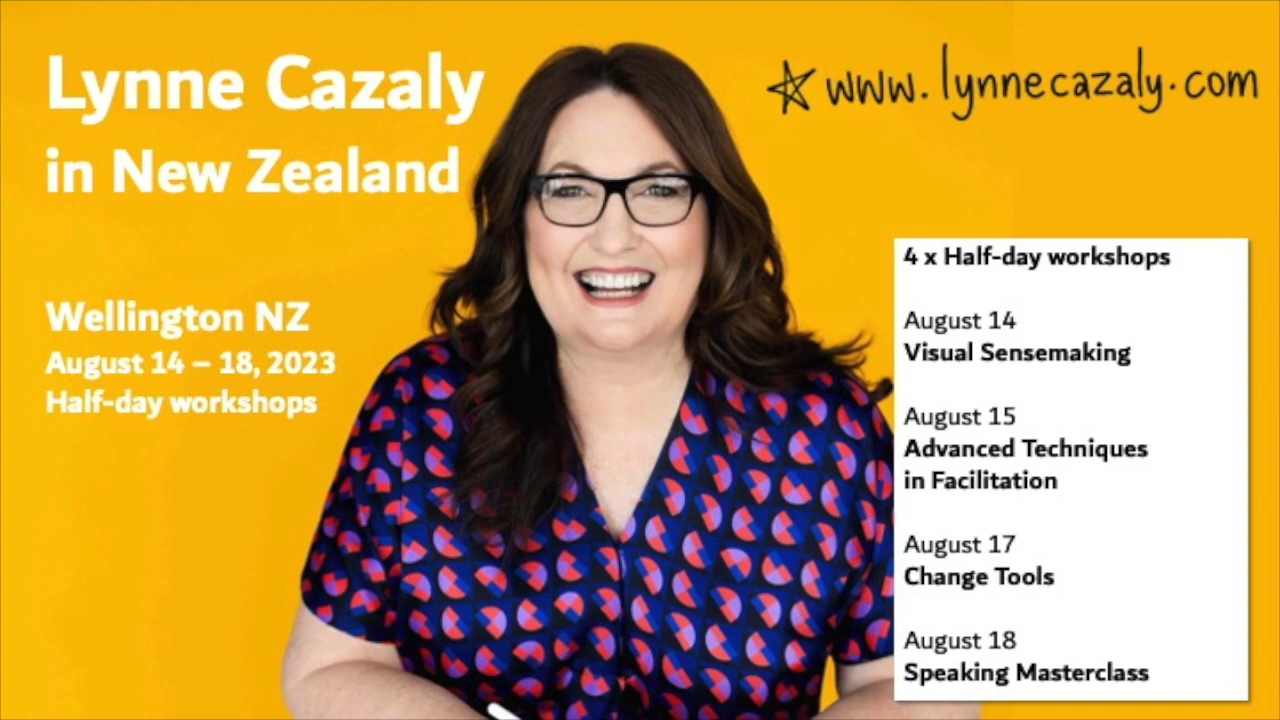 Lynne Cazaly
in New Zealand
www.lynnecazaly.com
Wellington NZ
August 14 – 18, 2023
Half-day workshops
4 x Half-day workshops
August 14
Visual Sensemaking
August 15
Advanced Techniques
in Facilitation
August 17
Change Tools
August 18
Speaking Masterclass